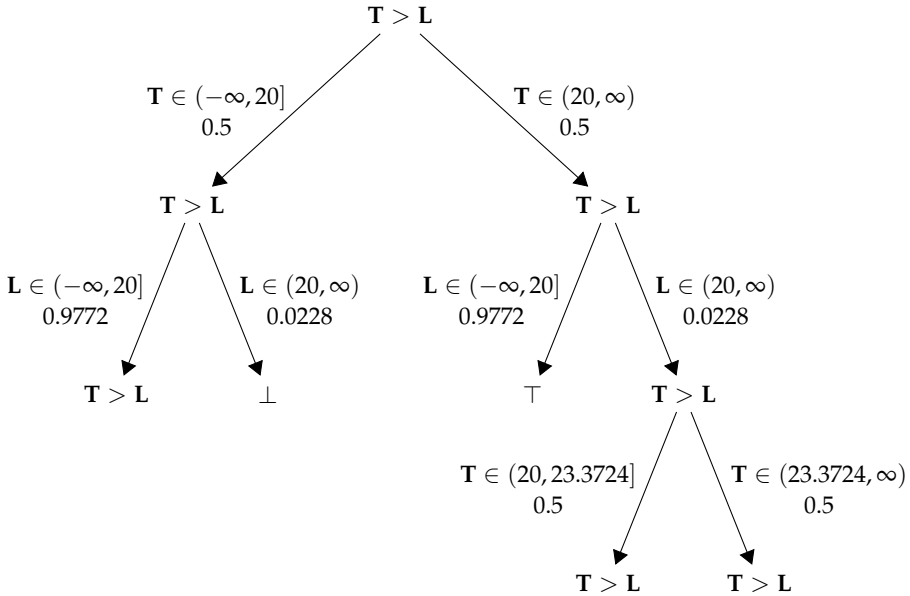 T > L
T ∈ (−∞, 20]
0.5
T ∈ (20, ∞)
0.5
T > L
T > L
L ∈ (−∞, 20]
0.9772
L ∈ (20, ∞)
0.0228
L ∈ (−∞, 20]
0.9772
L ∈ (20, ∞)
0.0228
T > L
⊥
⊤
T > L
T ∈ (20, 23.3724]
0.5
T ∈ (23.3724, ∞)
0.5
T > L
T > L